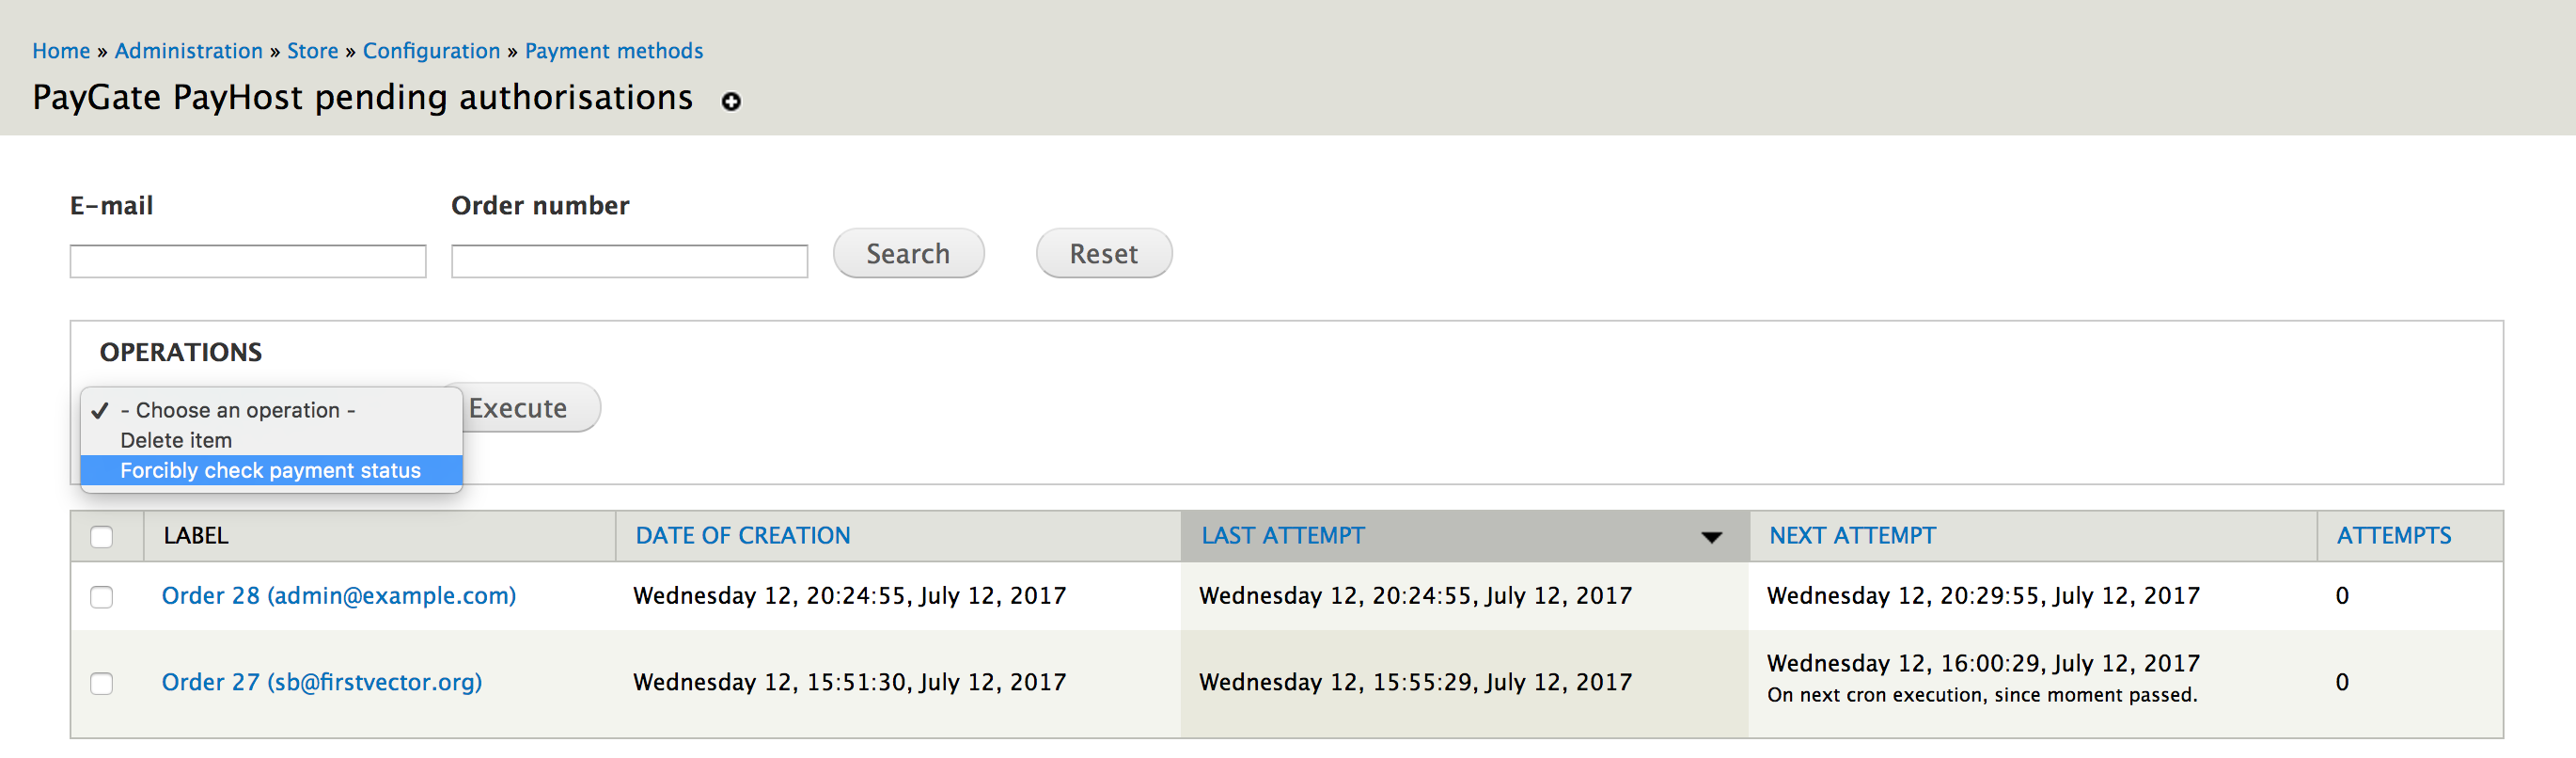 Home » Administration » Store » Configuration » Payment methods
PayGate PayHost pending authorisations
E-mail Order number
Search Reset
OPERATIONS
- Choose an operation - Execute
Delete item
Forcibly check payment status
LABEL DATE OF CREATION LAST ATTEMPT NEXT ATTEMPT ATTEMPTS
Order 28 (admin@example.com) Wednesday 12, 20:24:55, July 12, 2017 Wednesday 12, 20:24:55, July 12, 2017 Wednesday 12, 20:29:55, July 12, 2017 0
Order 27 (sb@firstvector.org) Wednesday 12, 15:51:30, July 12, 2017 Wednesday 12, 15:55:29, July 12, 2017 Wednesday 12, 16:00:29, July 12, 2017 0
On next cron execution, since moment passed.